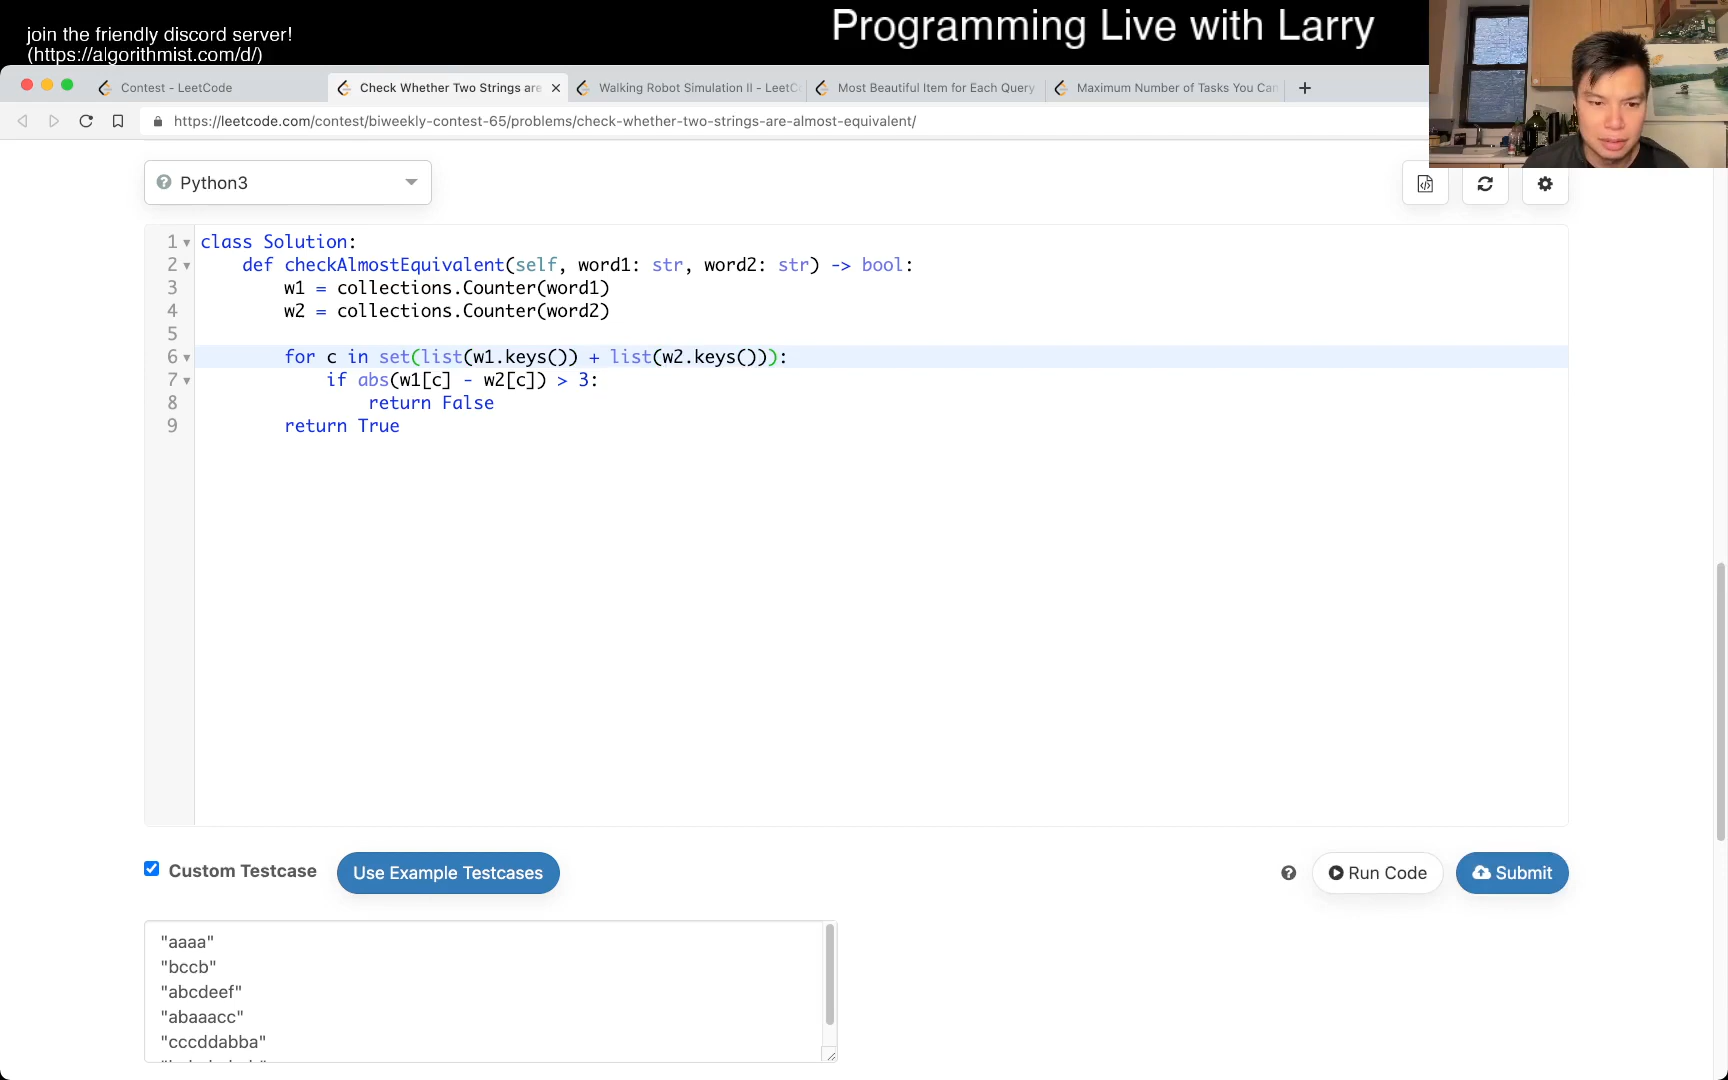 join the friendly discord server!
(https://algorithmist.com/d/)
Programming Live with Larry
Contest - LeetCode
Check Whether Two Strings are
Walking Robot Simulation II - LeetC
Most Beautiful Item for Each Query
Maximum Number of Tasks You Can
https://leetcode.com/contest/biweekly-contest-65/problems/check-whether-two-strings-are-almost-equivalent/
Python3
1 class Solution:
2     def checkAlmostEquivalent(self, word1: str, word2: str) -> bool:
3         w1 = collections.Counter(word1)
4         w2 = collections.Counter(word2)
5
6         for c in set(list(w1.keys()) + list(w2.keys())):
7             if abs(w1[c] - w2[c]) > 3:
8                 return False
9         return True
Custom Testcase
Use Example Testcases
Run Code
Submit
"aaaa"
"bccb"
"abcdeef"
"abaaacc"
"cccddabba"